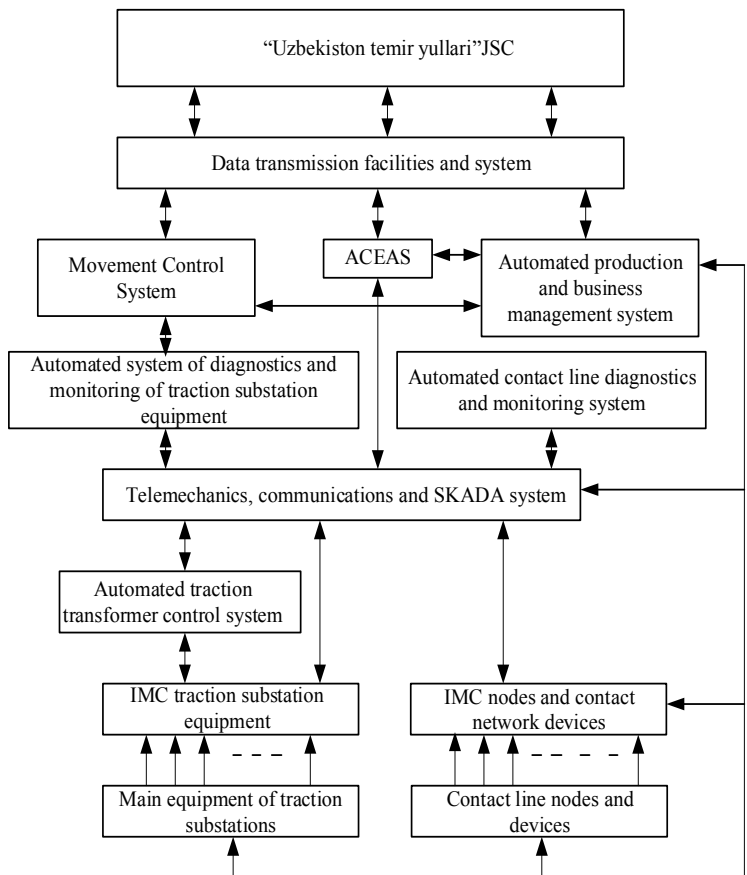 “Uzbekiston temir yullari”JSC
Data transmission facilities and system
Movement Control
System
ACEAS
Automated production
and business
management system
Automated system of diagnostics and
monitoring of traction substation
equipment
Automated contact line diagnostics
and monitoring system
Telemechanics, communications and SKADA system
Automated traction
transformer control system
IMC traction substation
equipment
IMC nodes and contact
network devices
Main equipment of traction
substations
Contact line nodes and
devices